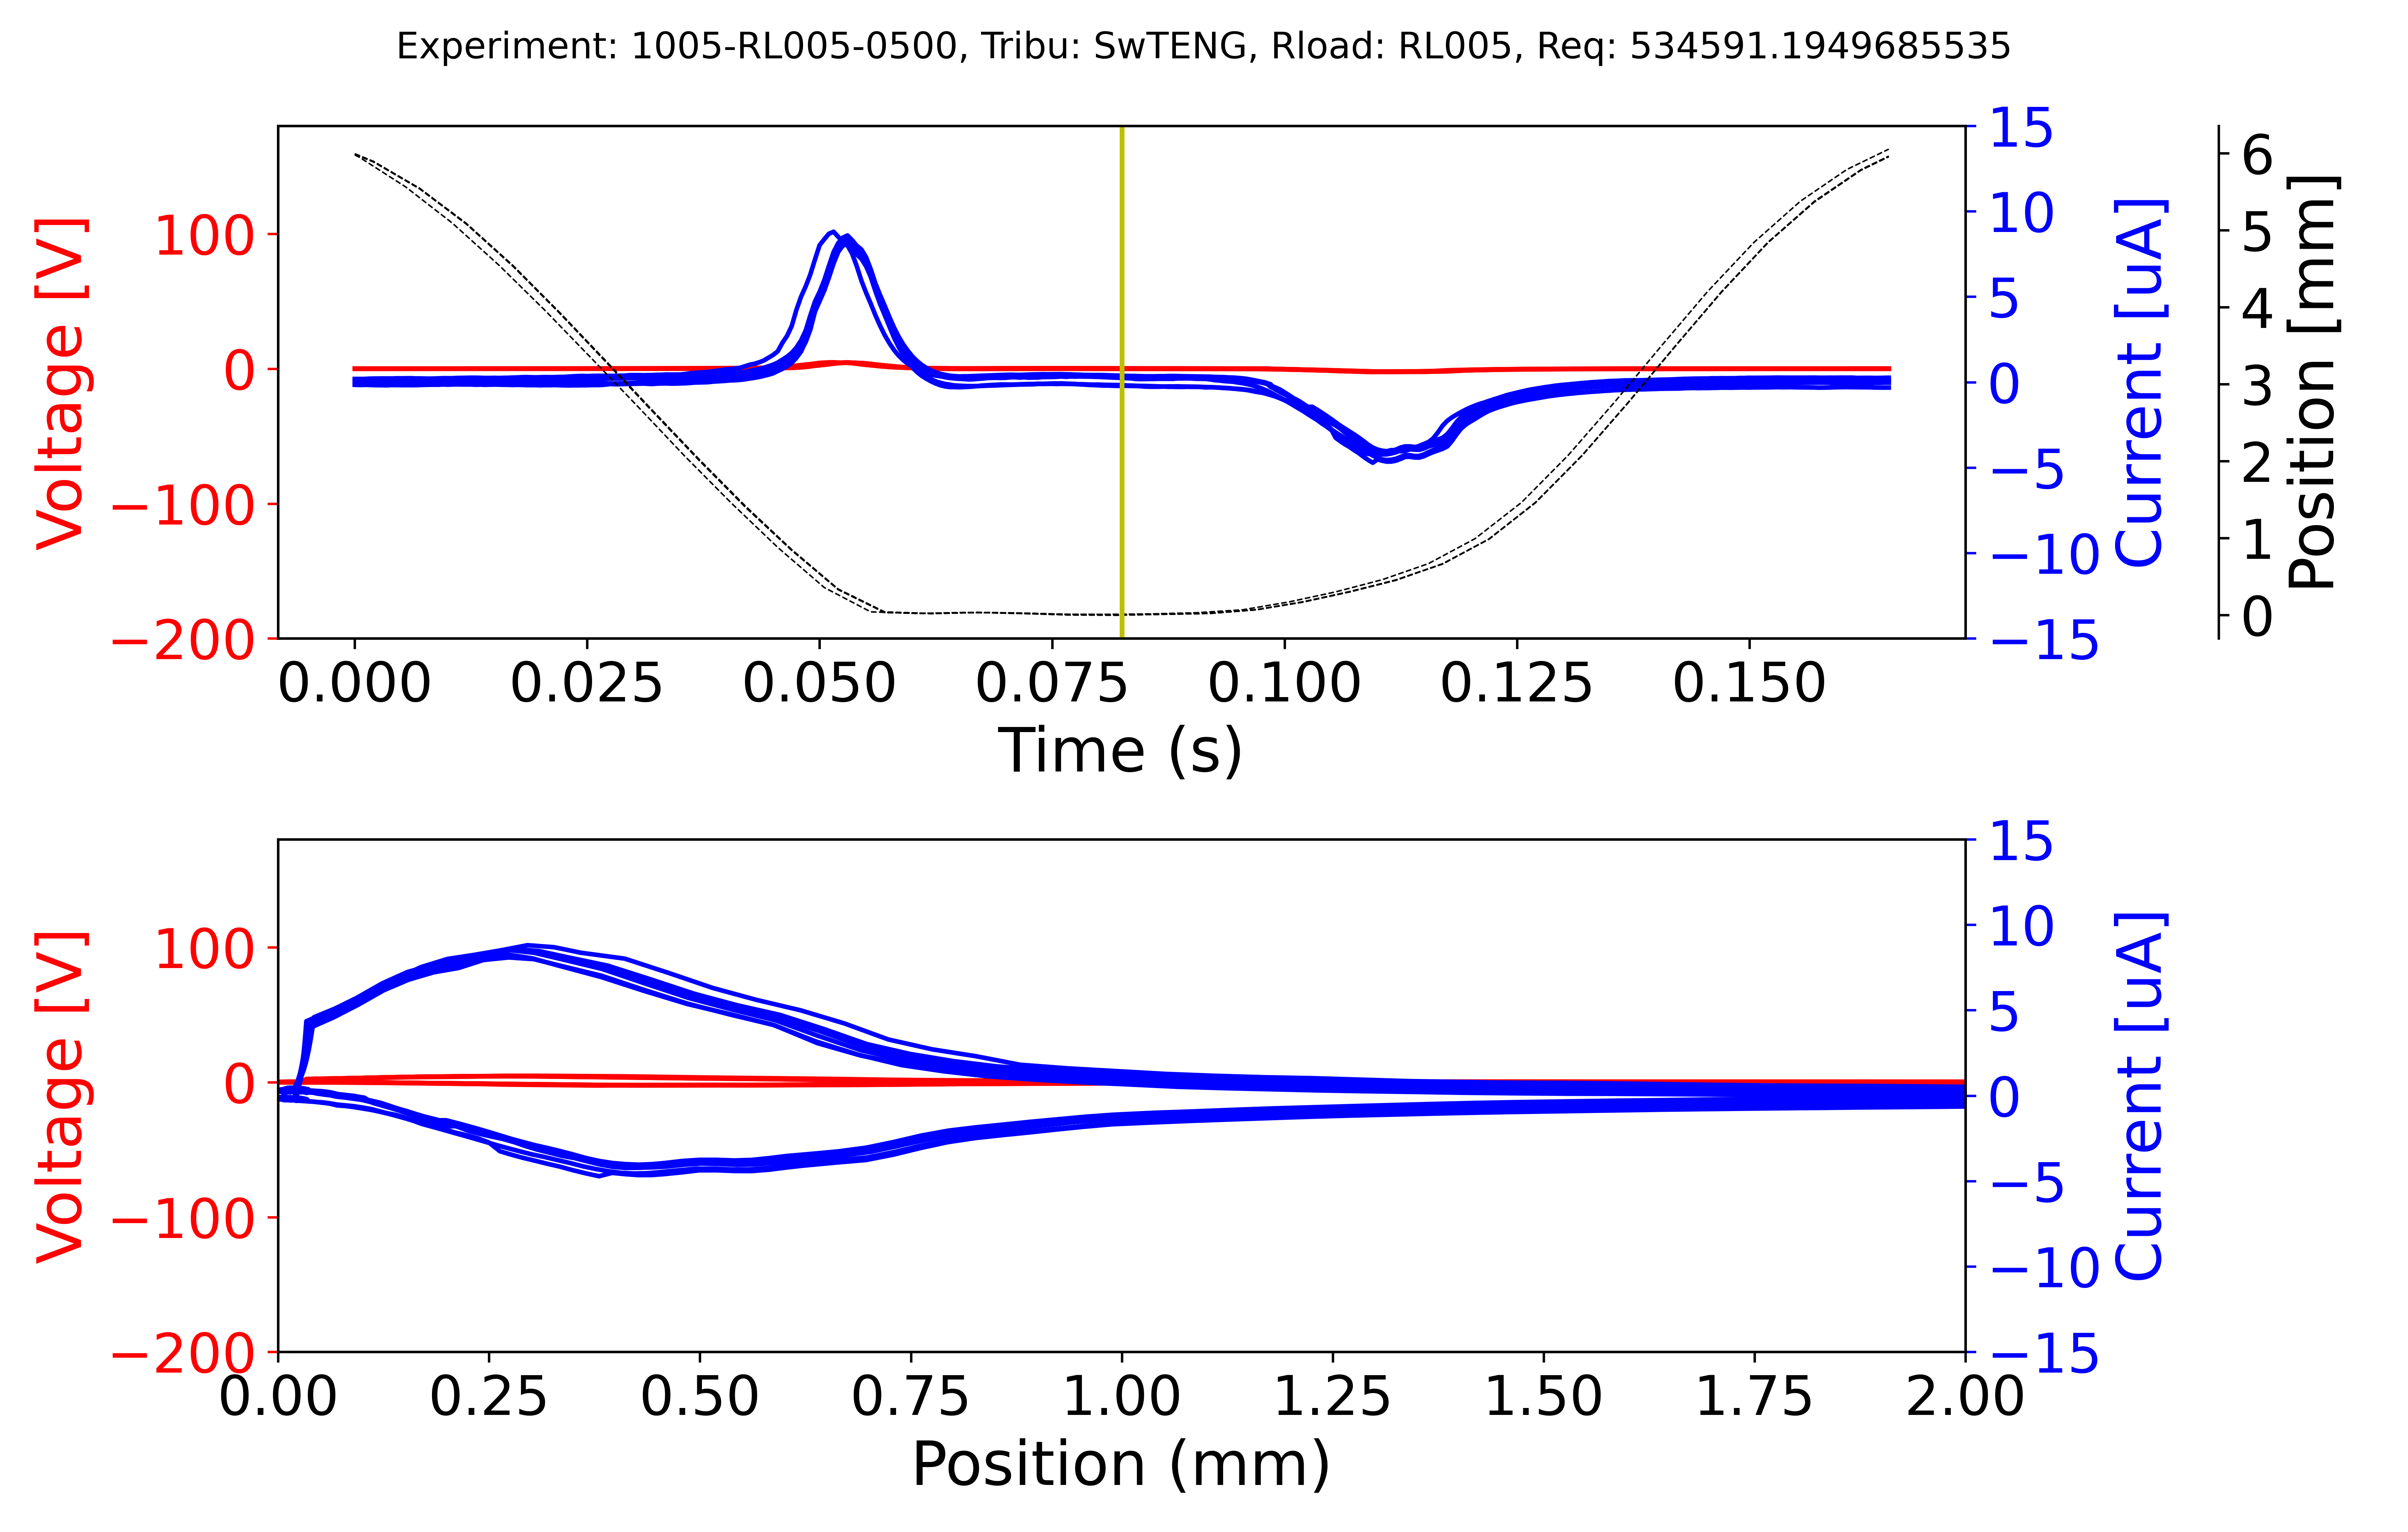 Experiment: 1005-RL005-0500, Tribu: SwTENG, Rload: RL005, Req: 534591.1949685535
Voltage [V]
100
0
−100
−200
15
10
5
0
−5
−10
−15
Current [uA]
6
5
4
3
2
1
0
Position [mm]
0.000 0.025 0.050 0.075 0.100 0.125 0.150
Time (s)
Voltage [V]
100
0
−100
−200
15
10
5
0
−5
−10
−15
Current [uA]
0.00 0.25 0.50 0.75 1.00 1.25 1.50 1.75 2.00
Position (mm)